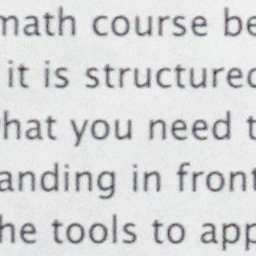 math course be
it is structured
hat you need t
anding in front
he tools to app